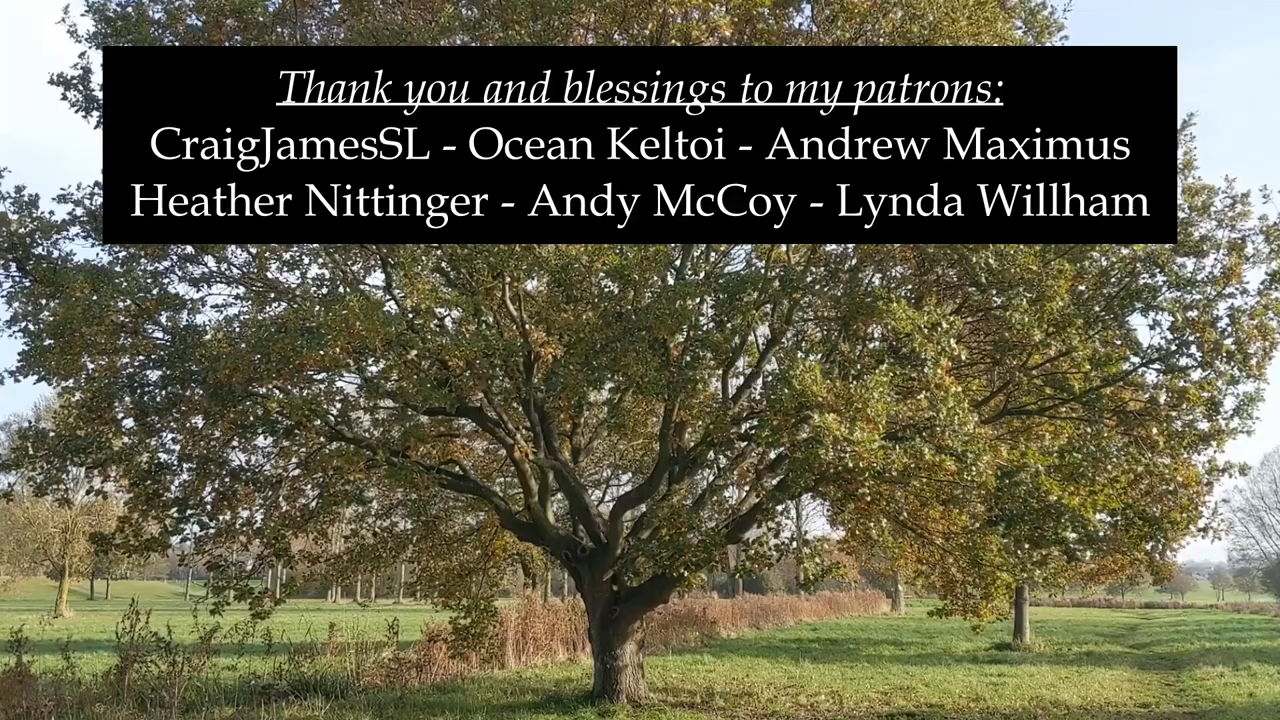 Thank you and blessings to my patrons:
CraigJamesSL - Ocean Keltoi - Andrew Maximus
Heather Nittinger - Andy McCoy - Lynda Willham